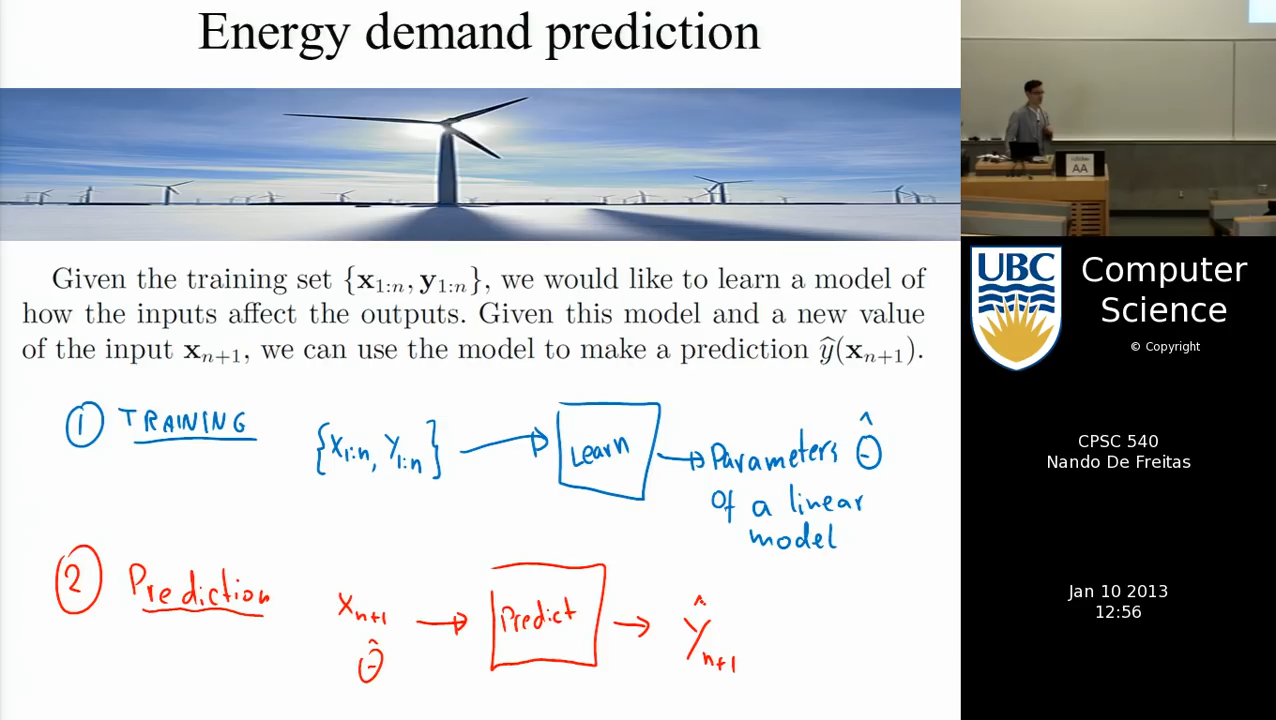 Energy demand prediction
Given the training set {x₁:ₙ, y₁:ₙ}, we would like to learn a model of
how the inputs affect the outputs. Given this model and a new value
of the input xₙ₊₁, we can use the model to make a prediction ŷ(xₙ₊₁).
① TRAINING
{x₁:ₙ, y₁:ₙ}
Learn
Parameters θ̂
of a linear
model
② Prediction
xₙ₊₁
θ̂
Predict
ŷₙ₊₁
AA
UBC
Computer
Science
© Copyright
CPSC 540
Nando De Freitas
Jan 10 2013
12:56